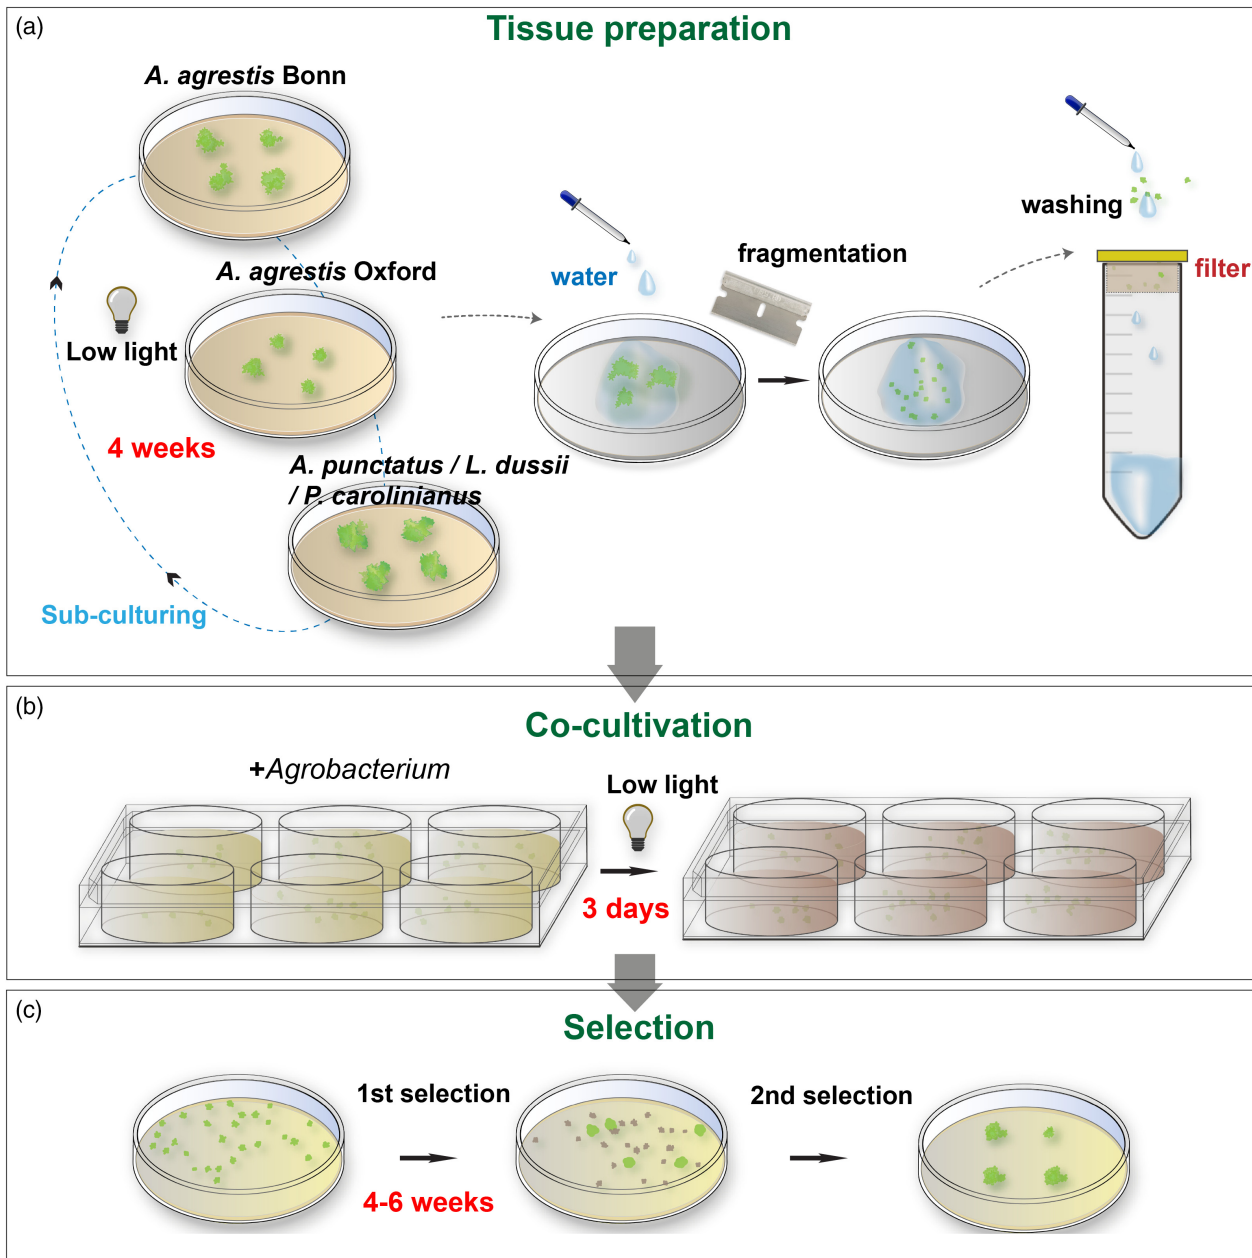 (a)
Tissue preparation
A. agrestis Bonn
A. agrestis Oxford
Low light
4 weeks
A. punctatus / L. dussii
/ P. carolinianus
Sub-culturing
water
fragmentation
washing
filter
(b)
Co-cultivation
+Agrobacterium
Low light
3 days
(c)
Selection
1st selection
4-6 weeks
2nd selection